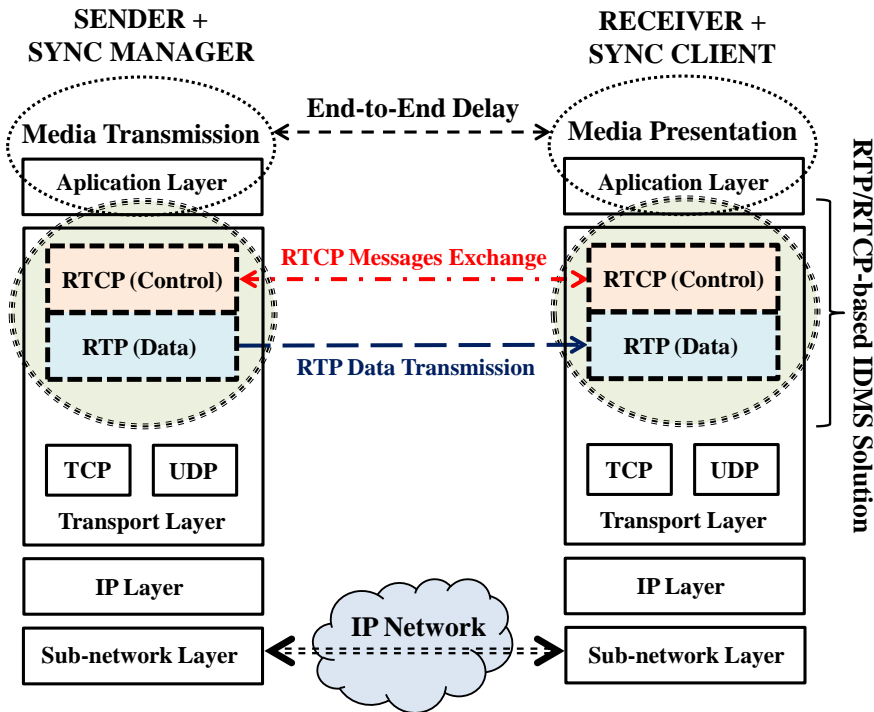 SENDER +
SYNC MANAGER
RECEIVER +
SYNC CLIENT
End-to-End Delay
Media Transmission
Media Presentation
Aplication Layer
Aplication Layer
RTCP Messages Exchange
RTCP (Control)
RTCP (Control)
RTP (Data)
RTP (Data)
RTP Data Transmission
TCP
UDP
TCP
UDP
Transport Layer
Transport Layer
IP Layer
IP Layer
IP Network
Sub-network Layer
Sub-network Layer
RTP/RTCP-based IDMS Solution